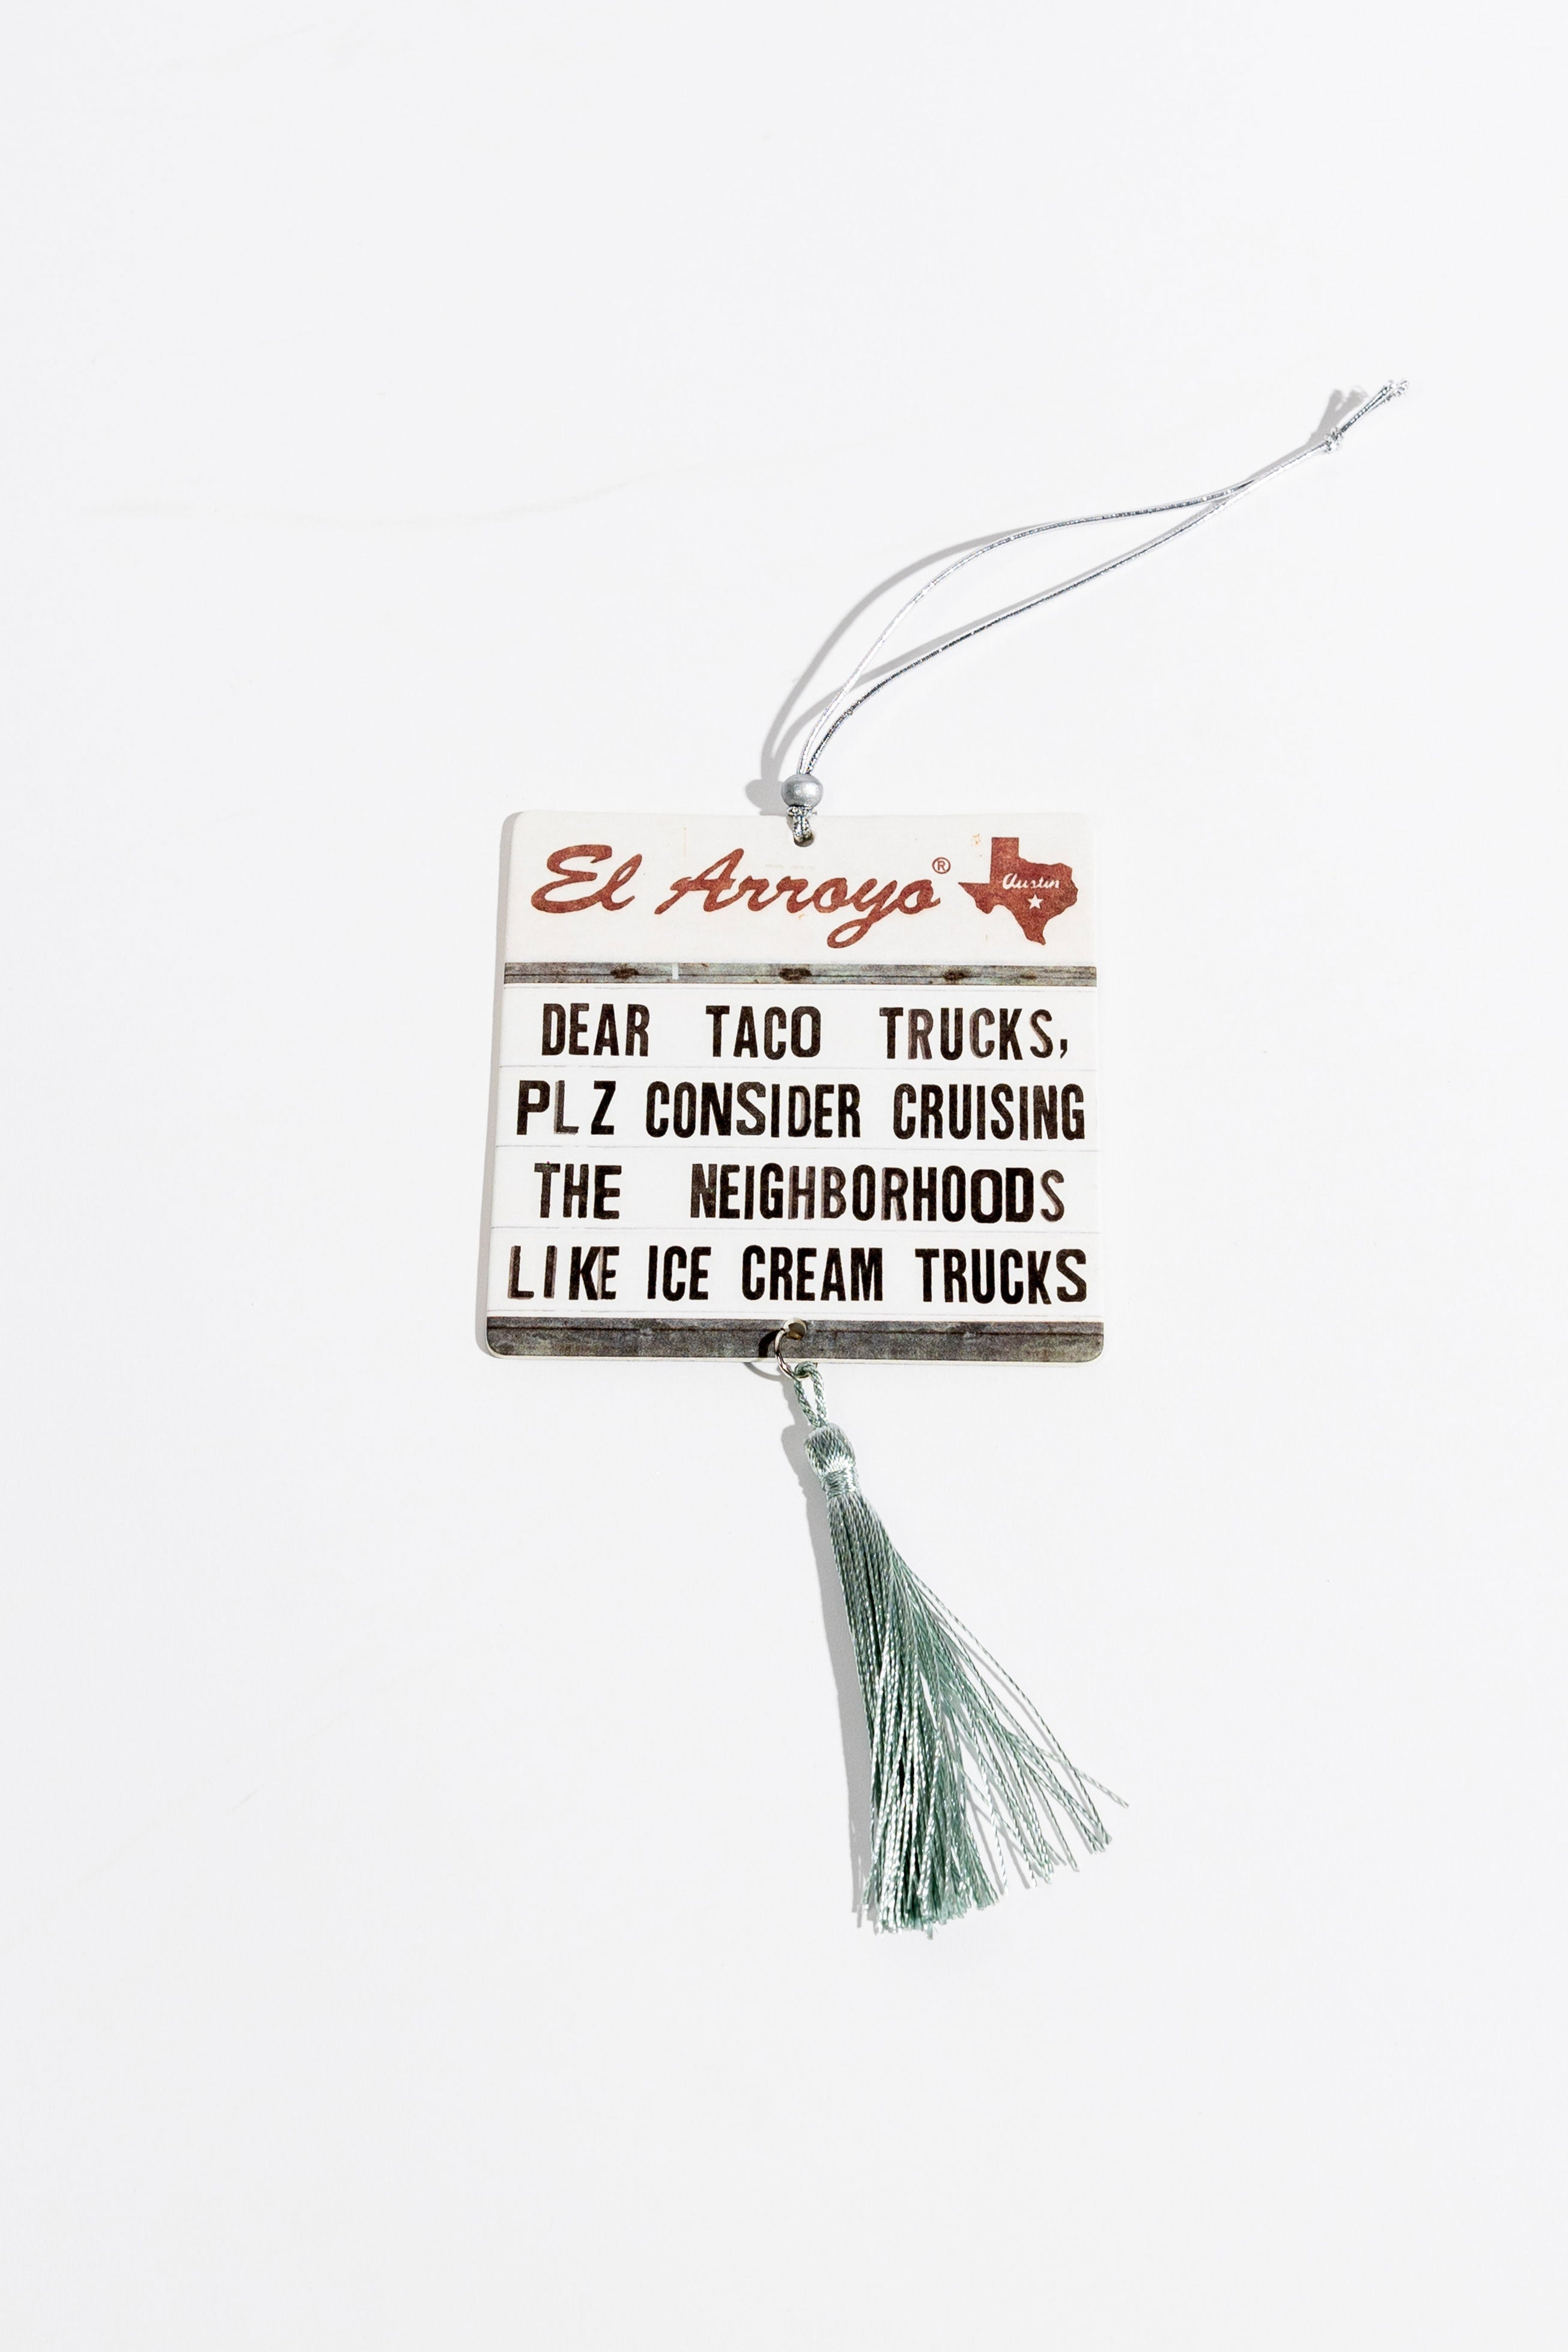 El Arroyo®
Austin
DEAR TACO TRUCKS,
PLZ CONSIDER CRUISING
THE NEIGHBORHOODS
LIKE ICE CREAM TRUCKS